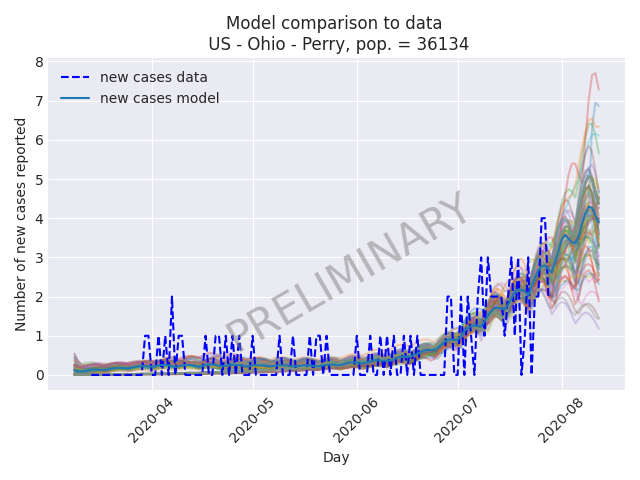 Model comparison to data
US - Ohio - Perry, pop. = 36134
new cases data
new cases model
PRELIMINARY
Number of new cases reported
8
7
6
5
4
3
2
1
0
2020-04
2020-05
2020-06
2020-07
2020-08
Day